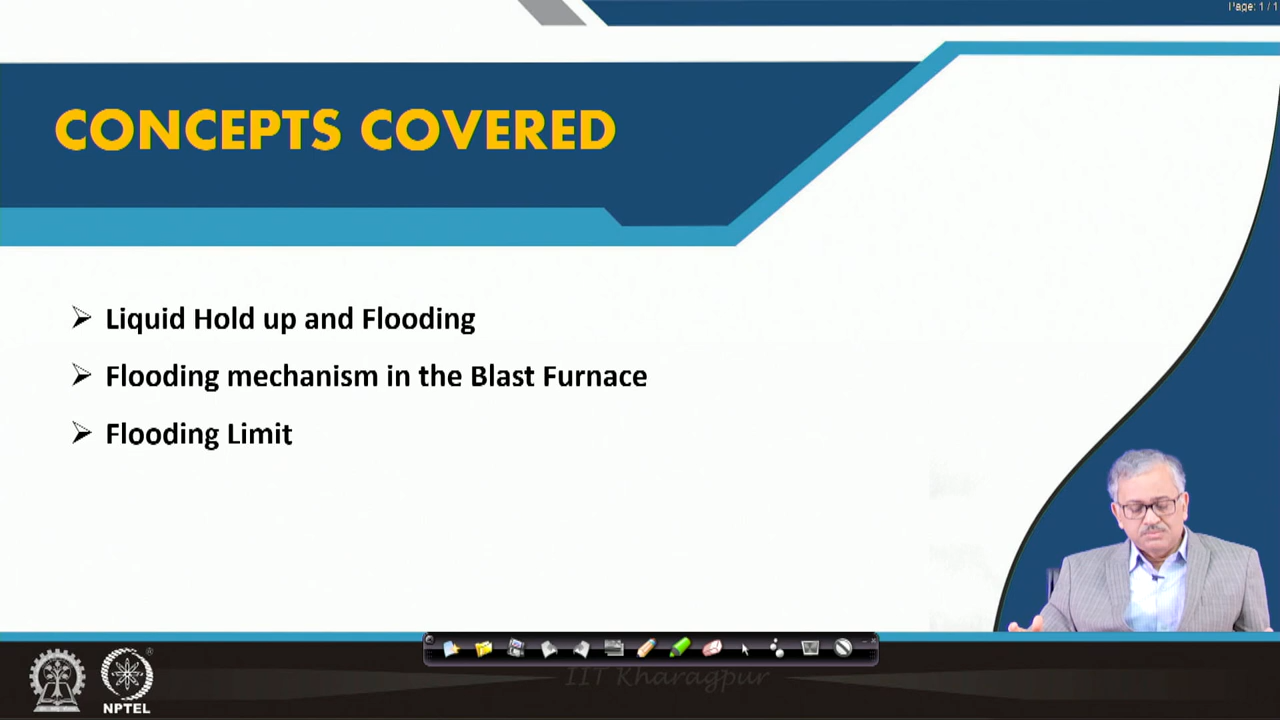 Page: 1 / 1
CONCEPTS COVERED
Liquid Hold up and Flooding
Flooding mechanism in the Blast Furnace
Flooding Limit
IIT Kharagpur
NPTEL